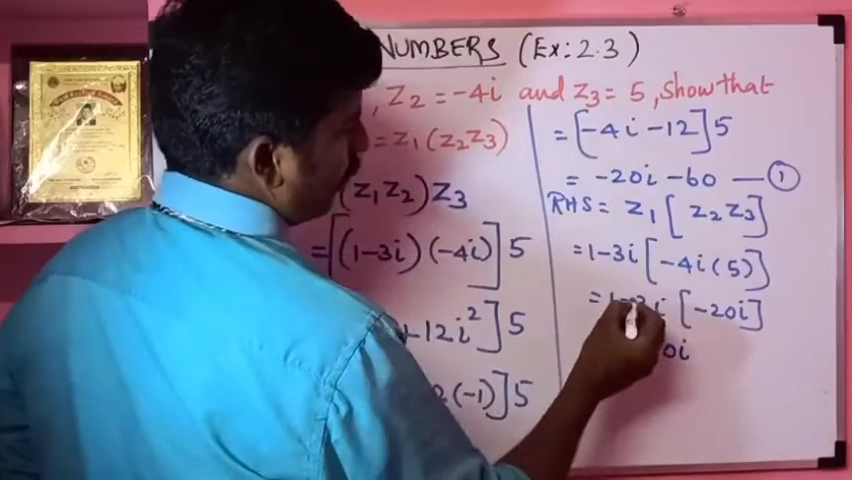 NUMBERS (Ex: 2.3)
, Z₂ = -4i and Z₃ = 5, show that
= Z₁(Z₂Z₃)
(Z₁Z₂)Z₃
= [(1-3i)(-4i)]5
+12i²]5
(-1)]5
= [-4i -12]5
= -20i -60 — ①
RHS = Z₁[Z₂Z₃]
= 1-3i[-4i(5)]
= 1-3i[-20i]
0i